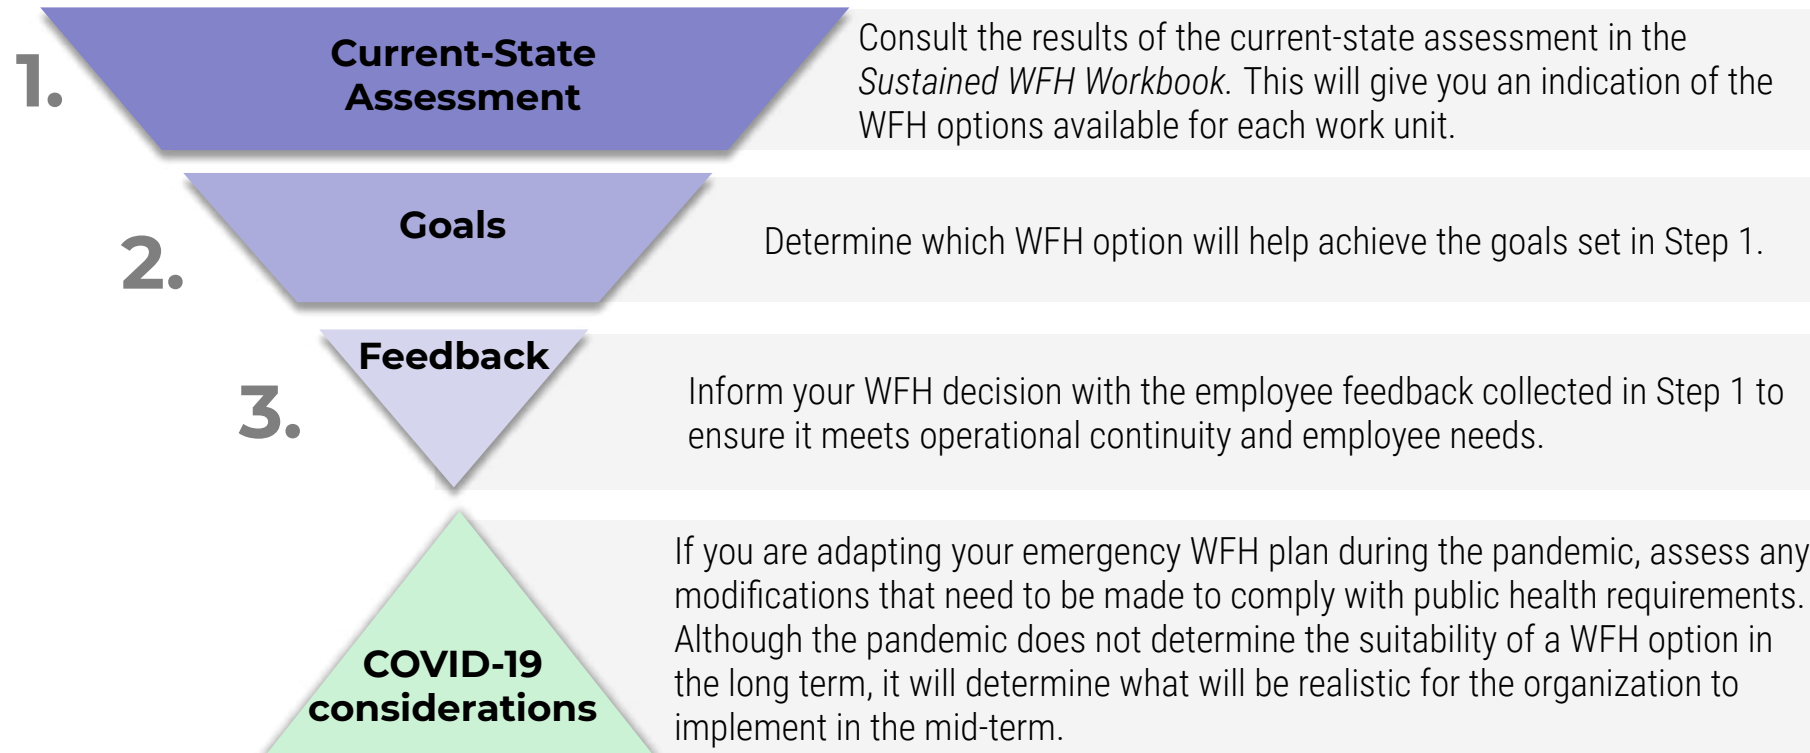 1.
Current-State
Assessment
Consult the results of the current-state assessment in the
Sustained WFH Workbook. This will give you an indication of the
WFH options available for each work unit.
2.
Goals
Determine which WFH option will help achieve the goals set in Step 1.
3.
Feedback
Inform your WFH decision with the employee feedback collected in Step 1 to
ensure it meets operational continuity and employee needs.
COVID-19
considerations
If you are adapting your emergency WFH plan during the pandemic, assess any
modifications that need to be made to comply with public health requirements.
Although the pandemic does not determine the suitability of a WFH option in
the long term, it will determine what will be realistic for the organization to
implement in the mid-term.